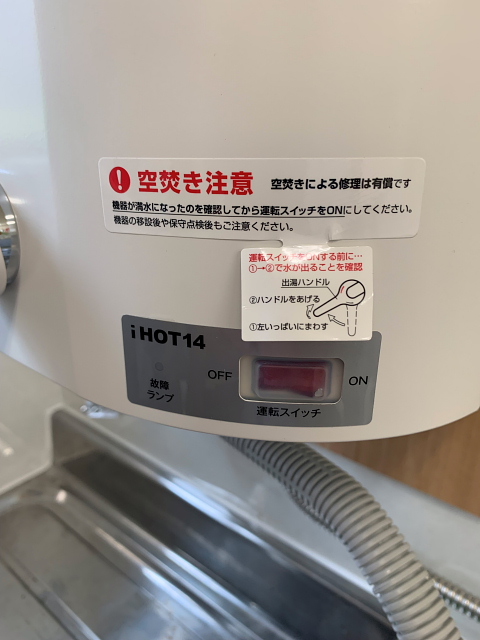 空焚き注意 空焚きによる修理は有償です
機器が満水になったのを確認してから運転スイッチをONにしてください。
機器の移設後や保守点検後もご注意ください。
運転スイッチをONする前に…
①→②で水が出ることを確認
出湯ハンドル
②ハンドルをあげる
①左いっぱいにまわす
iHOT14
OFF ON
故障
ランプ
運転スイッチ